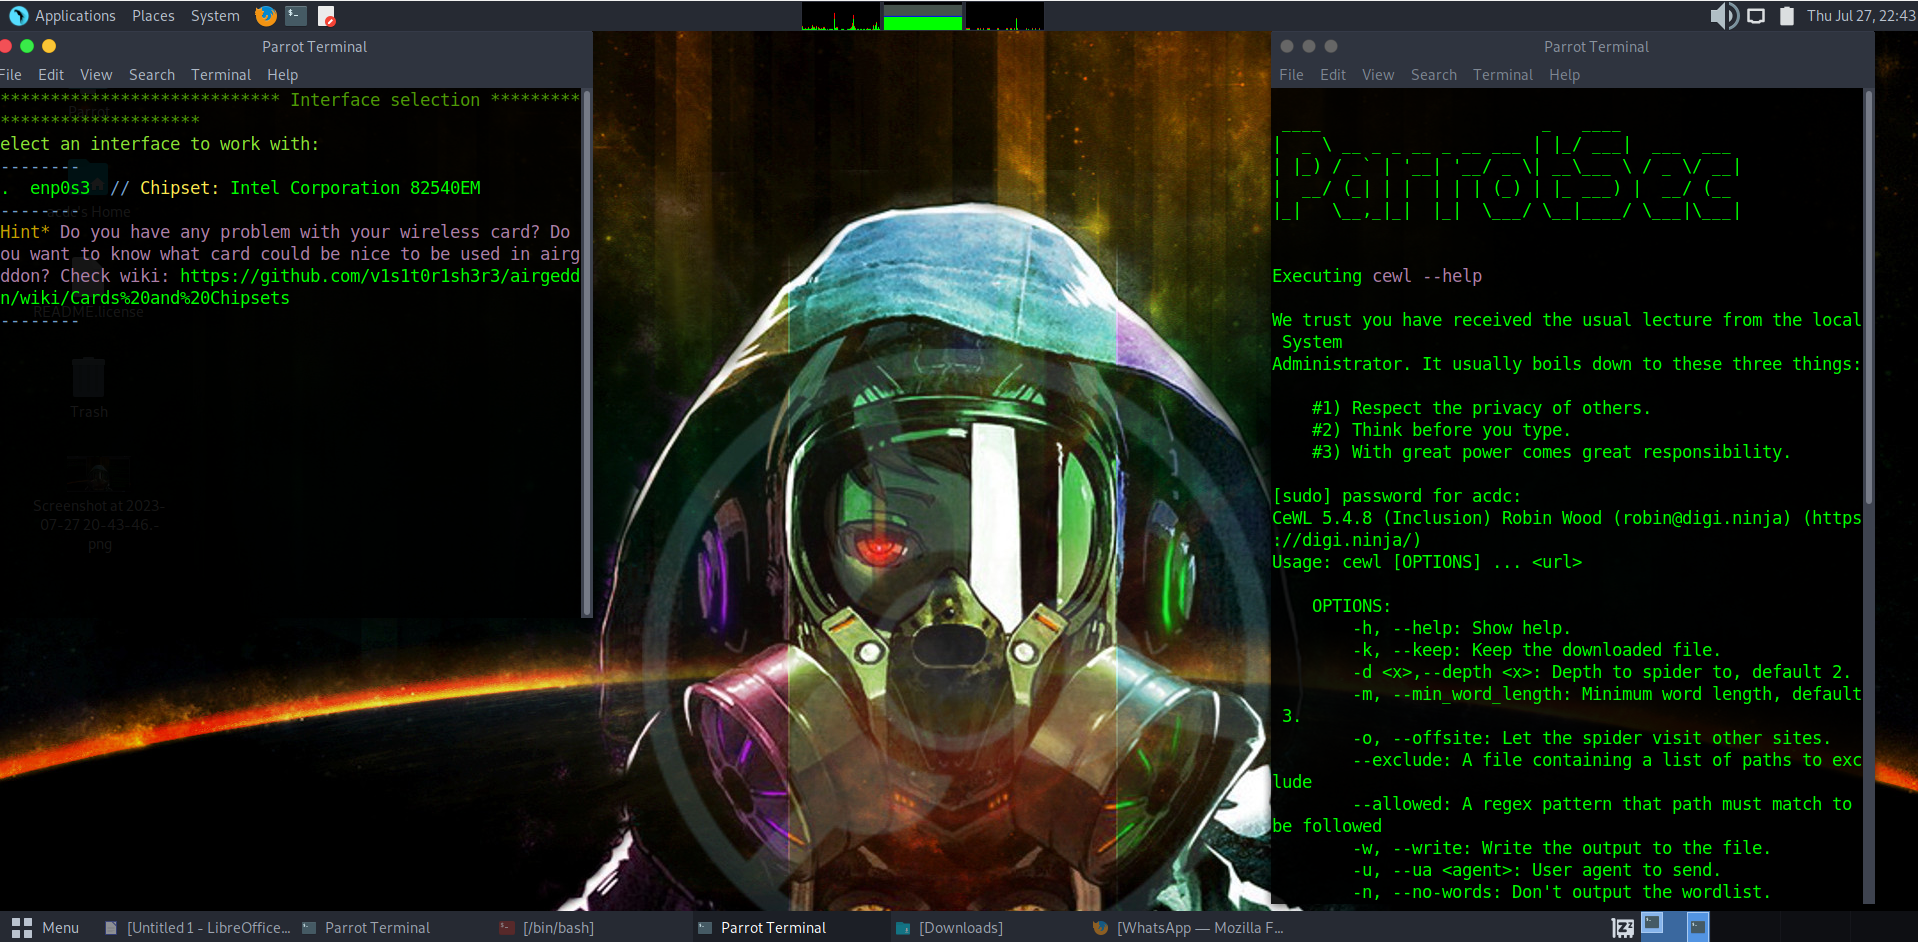 Applications Places System
Thu Jul 27, 22:43
Parrot Terminal
File Edit View Search Terminal Help
**************************** Interface selection *********
********************
elect an interface to work with:
--------
. enp0s3 // Chipset: Intel Corporation 82540EM
--------
Hint* Do you have any problem with your wireless card? Do
ou want to know what card could be nice to be used in airg
ddon? Check wiki: https://github.com/v1s1t0r1sh3r3/airgedd
n/wiki/Cards%20and%20Chipsets
--------
acdc's Home
README.license
Trash
Screenshot at 2023-
07-27 20-43-46.-
png
Parrot Terminal
File Edit View Search Terminal Help
ParrotSec
Executing cewl --help
We trust you have received the usual lecture from the local
System
Administrator. It usually boils down to these three things:
#1) Respect the privacy of others.
#2) Think before you type.
#3) With great power comes great responsibility.
[sudo] password for acdc:
CeWL 5.4.8 (Inclusion) Robin Wood (robin@digi.ninja) (https
://digi.ninja/)
Usage: cewl [OPTIONS] ... <url>
OPTIONS:
-h, --help: Show help.
-k, --keep: Keep the downloaded file.
-d <x>,--depth <x>: Depth to spider to, default 2.
-m, --min_word_length: Minimum word length, default
3.
-o, --offsite: Let the spider visit other sites.
--exclude: A file containing a list of paths to exc
lude
--allowed: A regex pattern that path must match to
be followed
-w, --write: Write the output to the file.
-u, --ua <agent>: User agent to send.
-n, --no-words: Don't output the wordlist.
Menu
[Untitled 1 - LibreOffice...
Parrot Terminal
[/bin/bash]
Parrot Terminal
[Downloads]
[WhatsApp — Mozilla F...